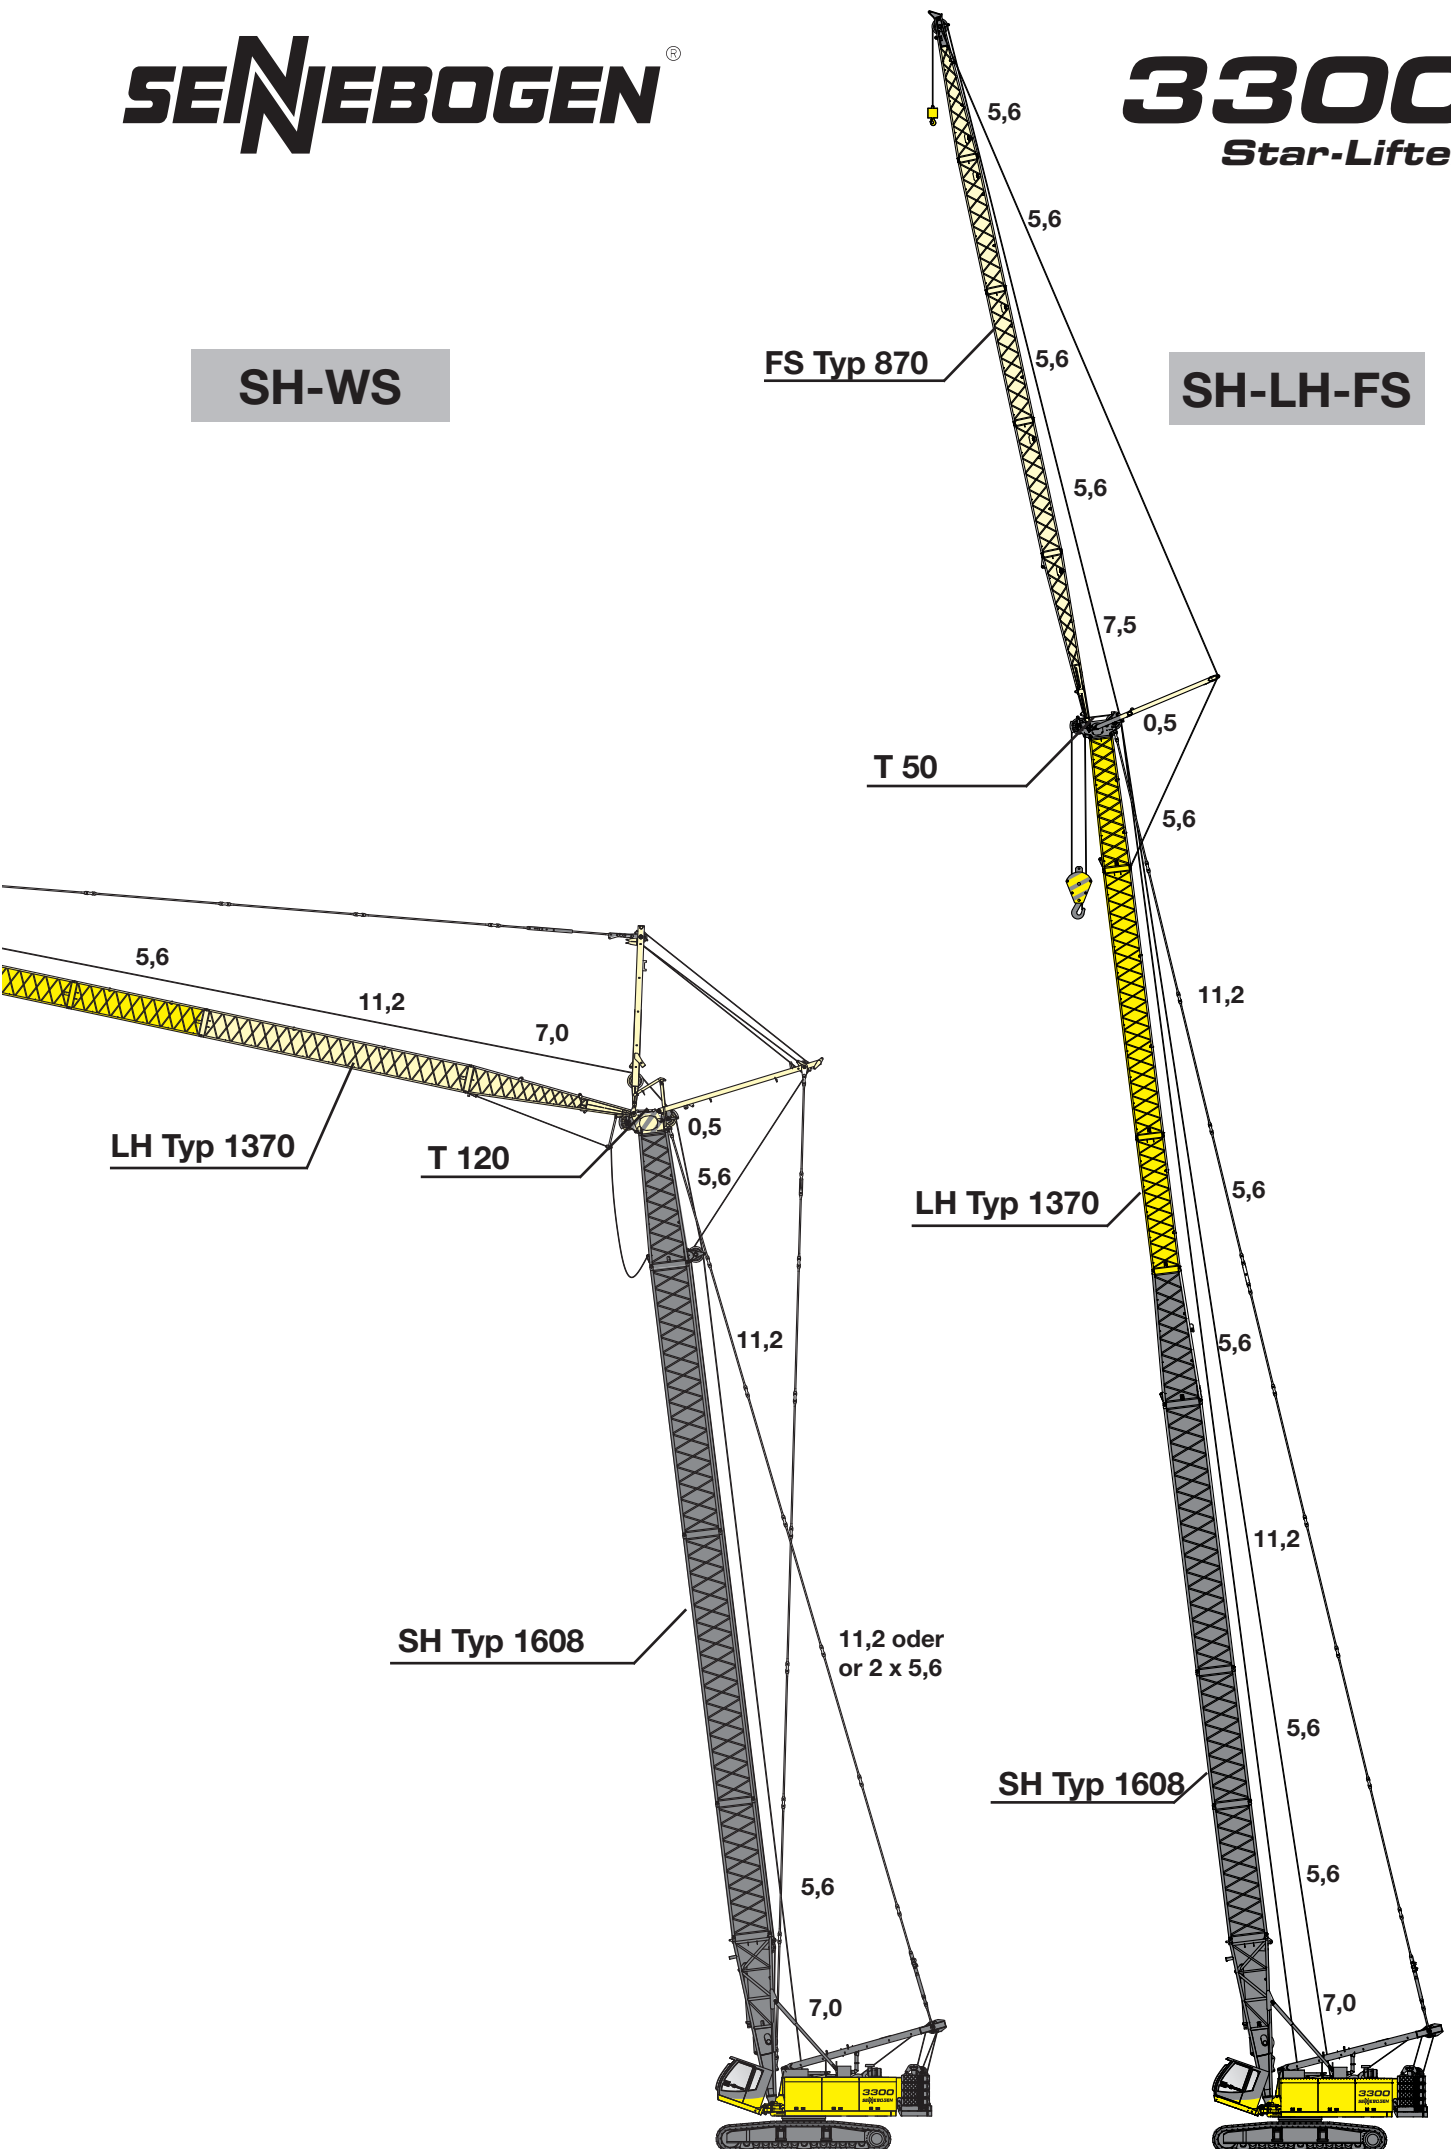 SENNEBOGEN®
3300
Star-Lifte
SH-WS
SH-LH-FS
5,6
5,6
FS Typ 870
5,6
5,6
7,5
0,5
T 50
5,6
11,2
LH Typ 1370
5,6
5,6
11,2
5,6
SH Typ 1608
5,6
7,0
3300
SENNEBOGEN
5,6
11,2
7,0
LH Typ 1370
T 120
0,5
5,6
11,2
SH Typ 1608
11,2 oder
or 2 x 5,6
5,6
7,0
3300
SENNEBOGEN